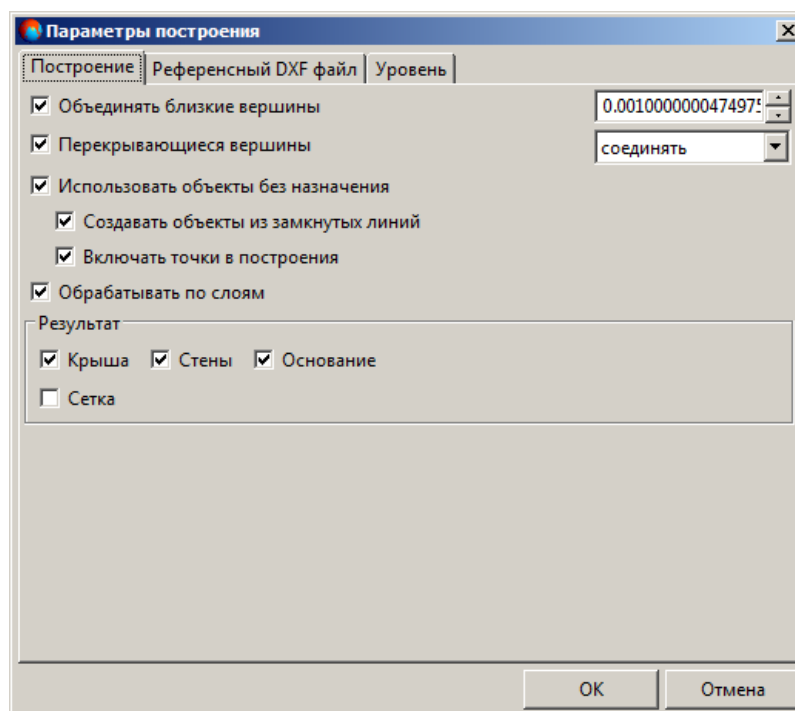 Параметры построения
Построение Референсный DXF файл Уровень
Объединять близкие вершины 0.0010000000474975
Перекрывающиеся вершины соединять
Использовать объекты без назначения
Создавать объекты из замкнутых линий
Включать точки в построения
Обрабатывать по слоям
Результат
Крыша Стены Основание
Сетка
OK Отмена